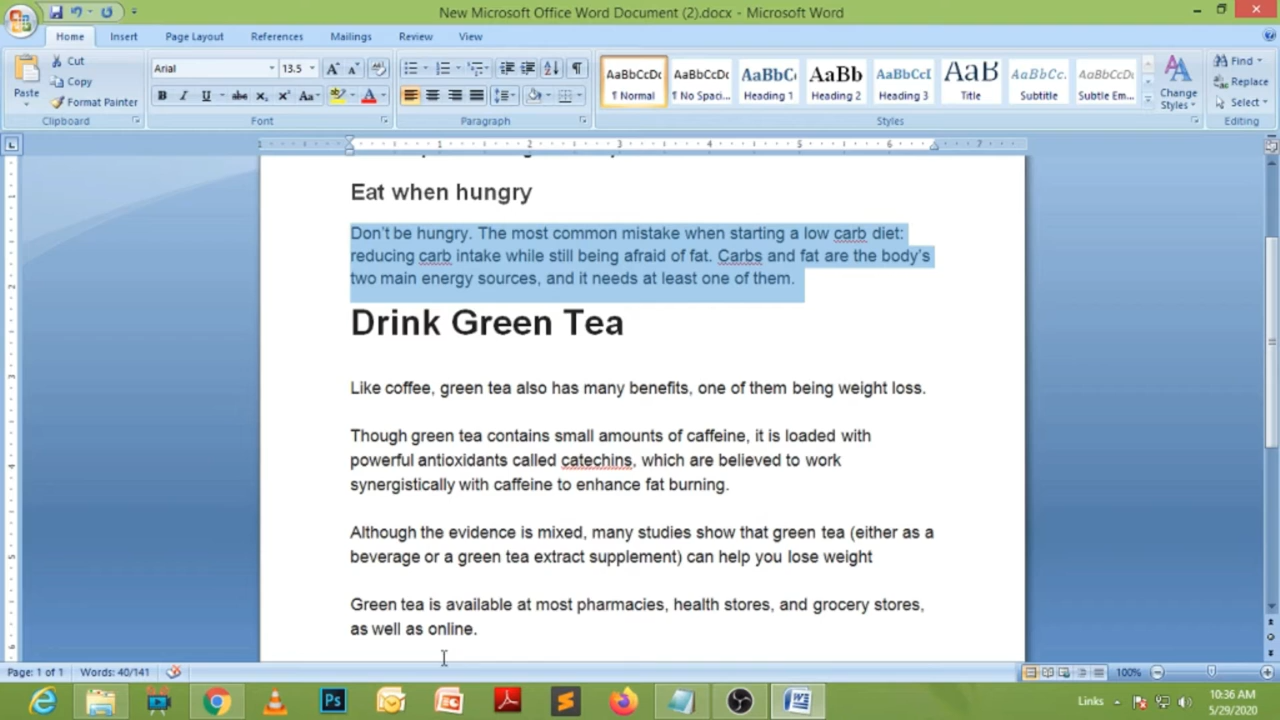 New Microsoft Office Word Document (2).docx - Microsoft Word
Home Insert Page Layout References Mailings Review View
Paste Cut Copy Format Painter
Arial 13.5
AaBbCcDc AaBbCcDc AaBbC AaBb AaBbCcI AaB AaBbCc. AaBbCcDc
¶ Normal ¶ No Spaci... Heading 1 Heading 2 Heading 3 Title Subtitle Subtle Em...
Change Styles
Find Replace Select
Clipboard Font Paragraph Styles Editing
1 1 2 3 4 5 6 7
Eat when hungry
Don't be hungry. The most common mistake when starting a low carb diet:
reducing carb intake while still being afraid of fat. Carbs and fat are the body's
two main energy sources, and it needs at least one of them.
Drink Green Tea
Like coffee, green tea also has many benefits, one of them being weight loss.
Though green tea contains small amounts of caffeine, it is loaded with
powerful antioxidants called catechins, which are believed to work
synergistically with caffeine to enhance fat burning.
Although the evidence is mixed, many studies show that green tea (either as a
beverage or a green tea extract supplement) can help you lose weight
Green tea is available at most pharmacies, health stores, and grocery stores,
as well as online.
Page: 1 of 1 Words: 40/141 100%
Links 10:36 AM
5/29/2020